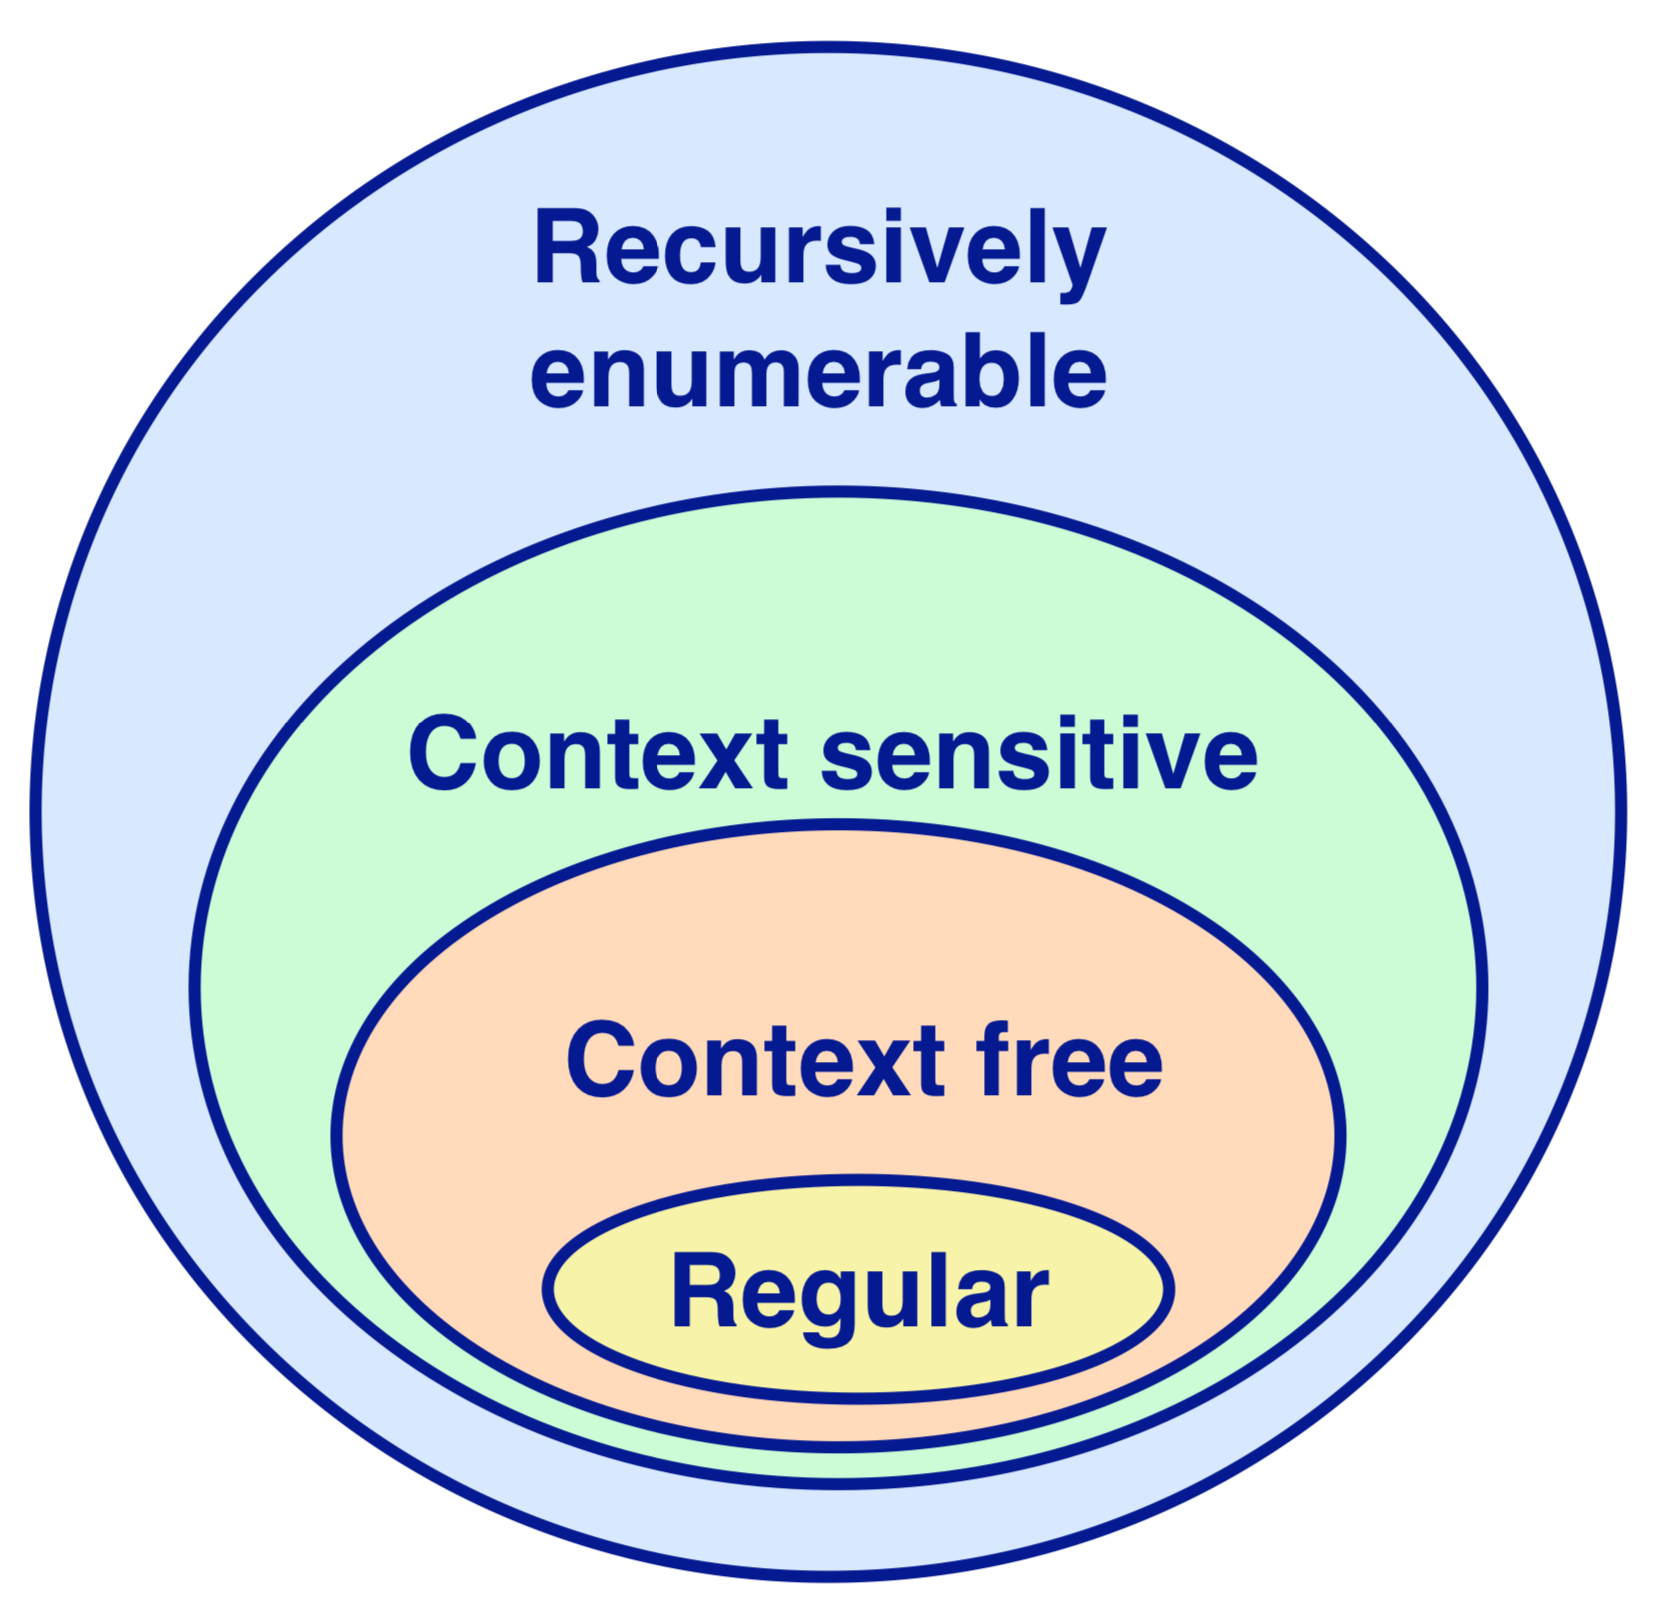 Recursively
enumerable
Context sensitive
Context free
Regular